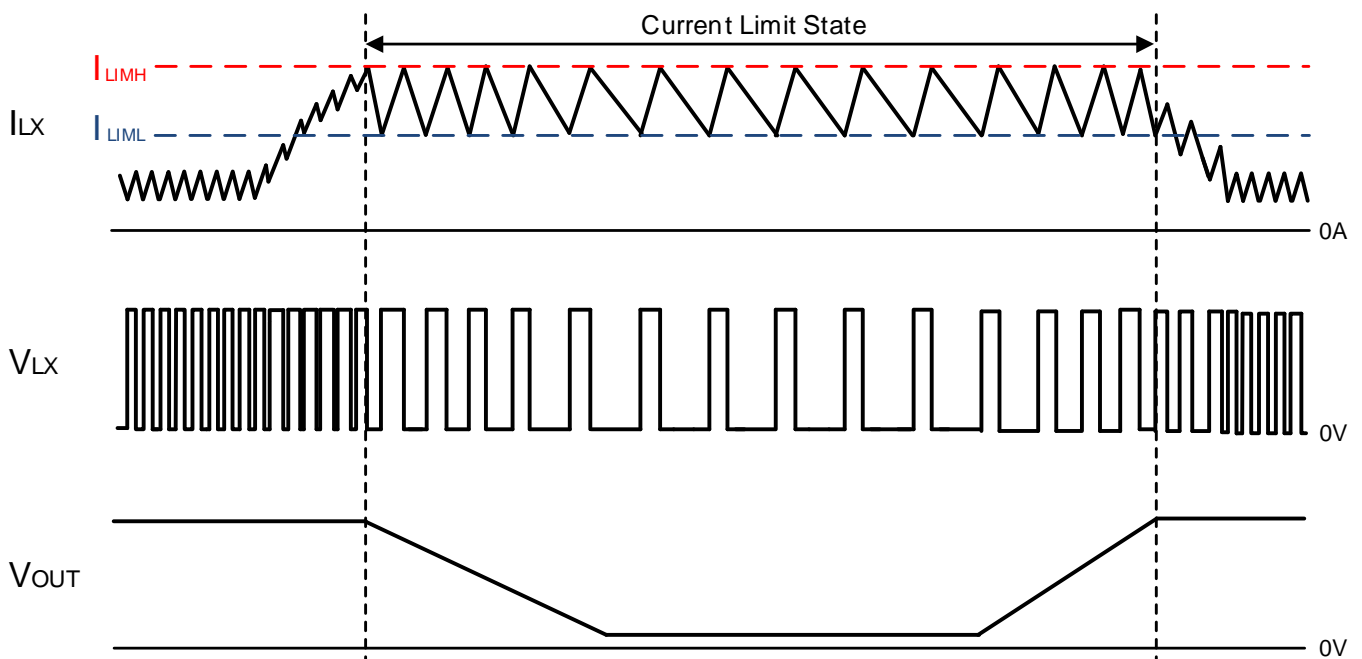 Current Limit State
ILIMH
ILX
ILIML
0A
VLX
0V
VOUT
0V